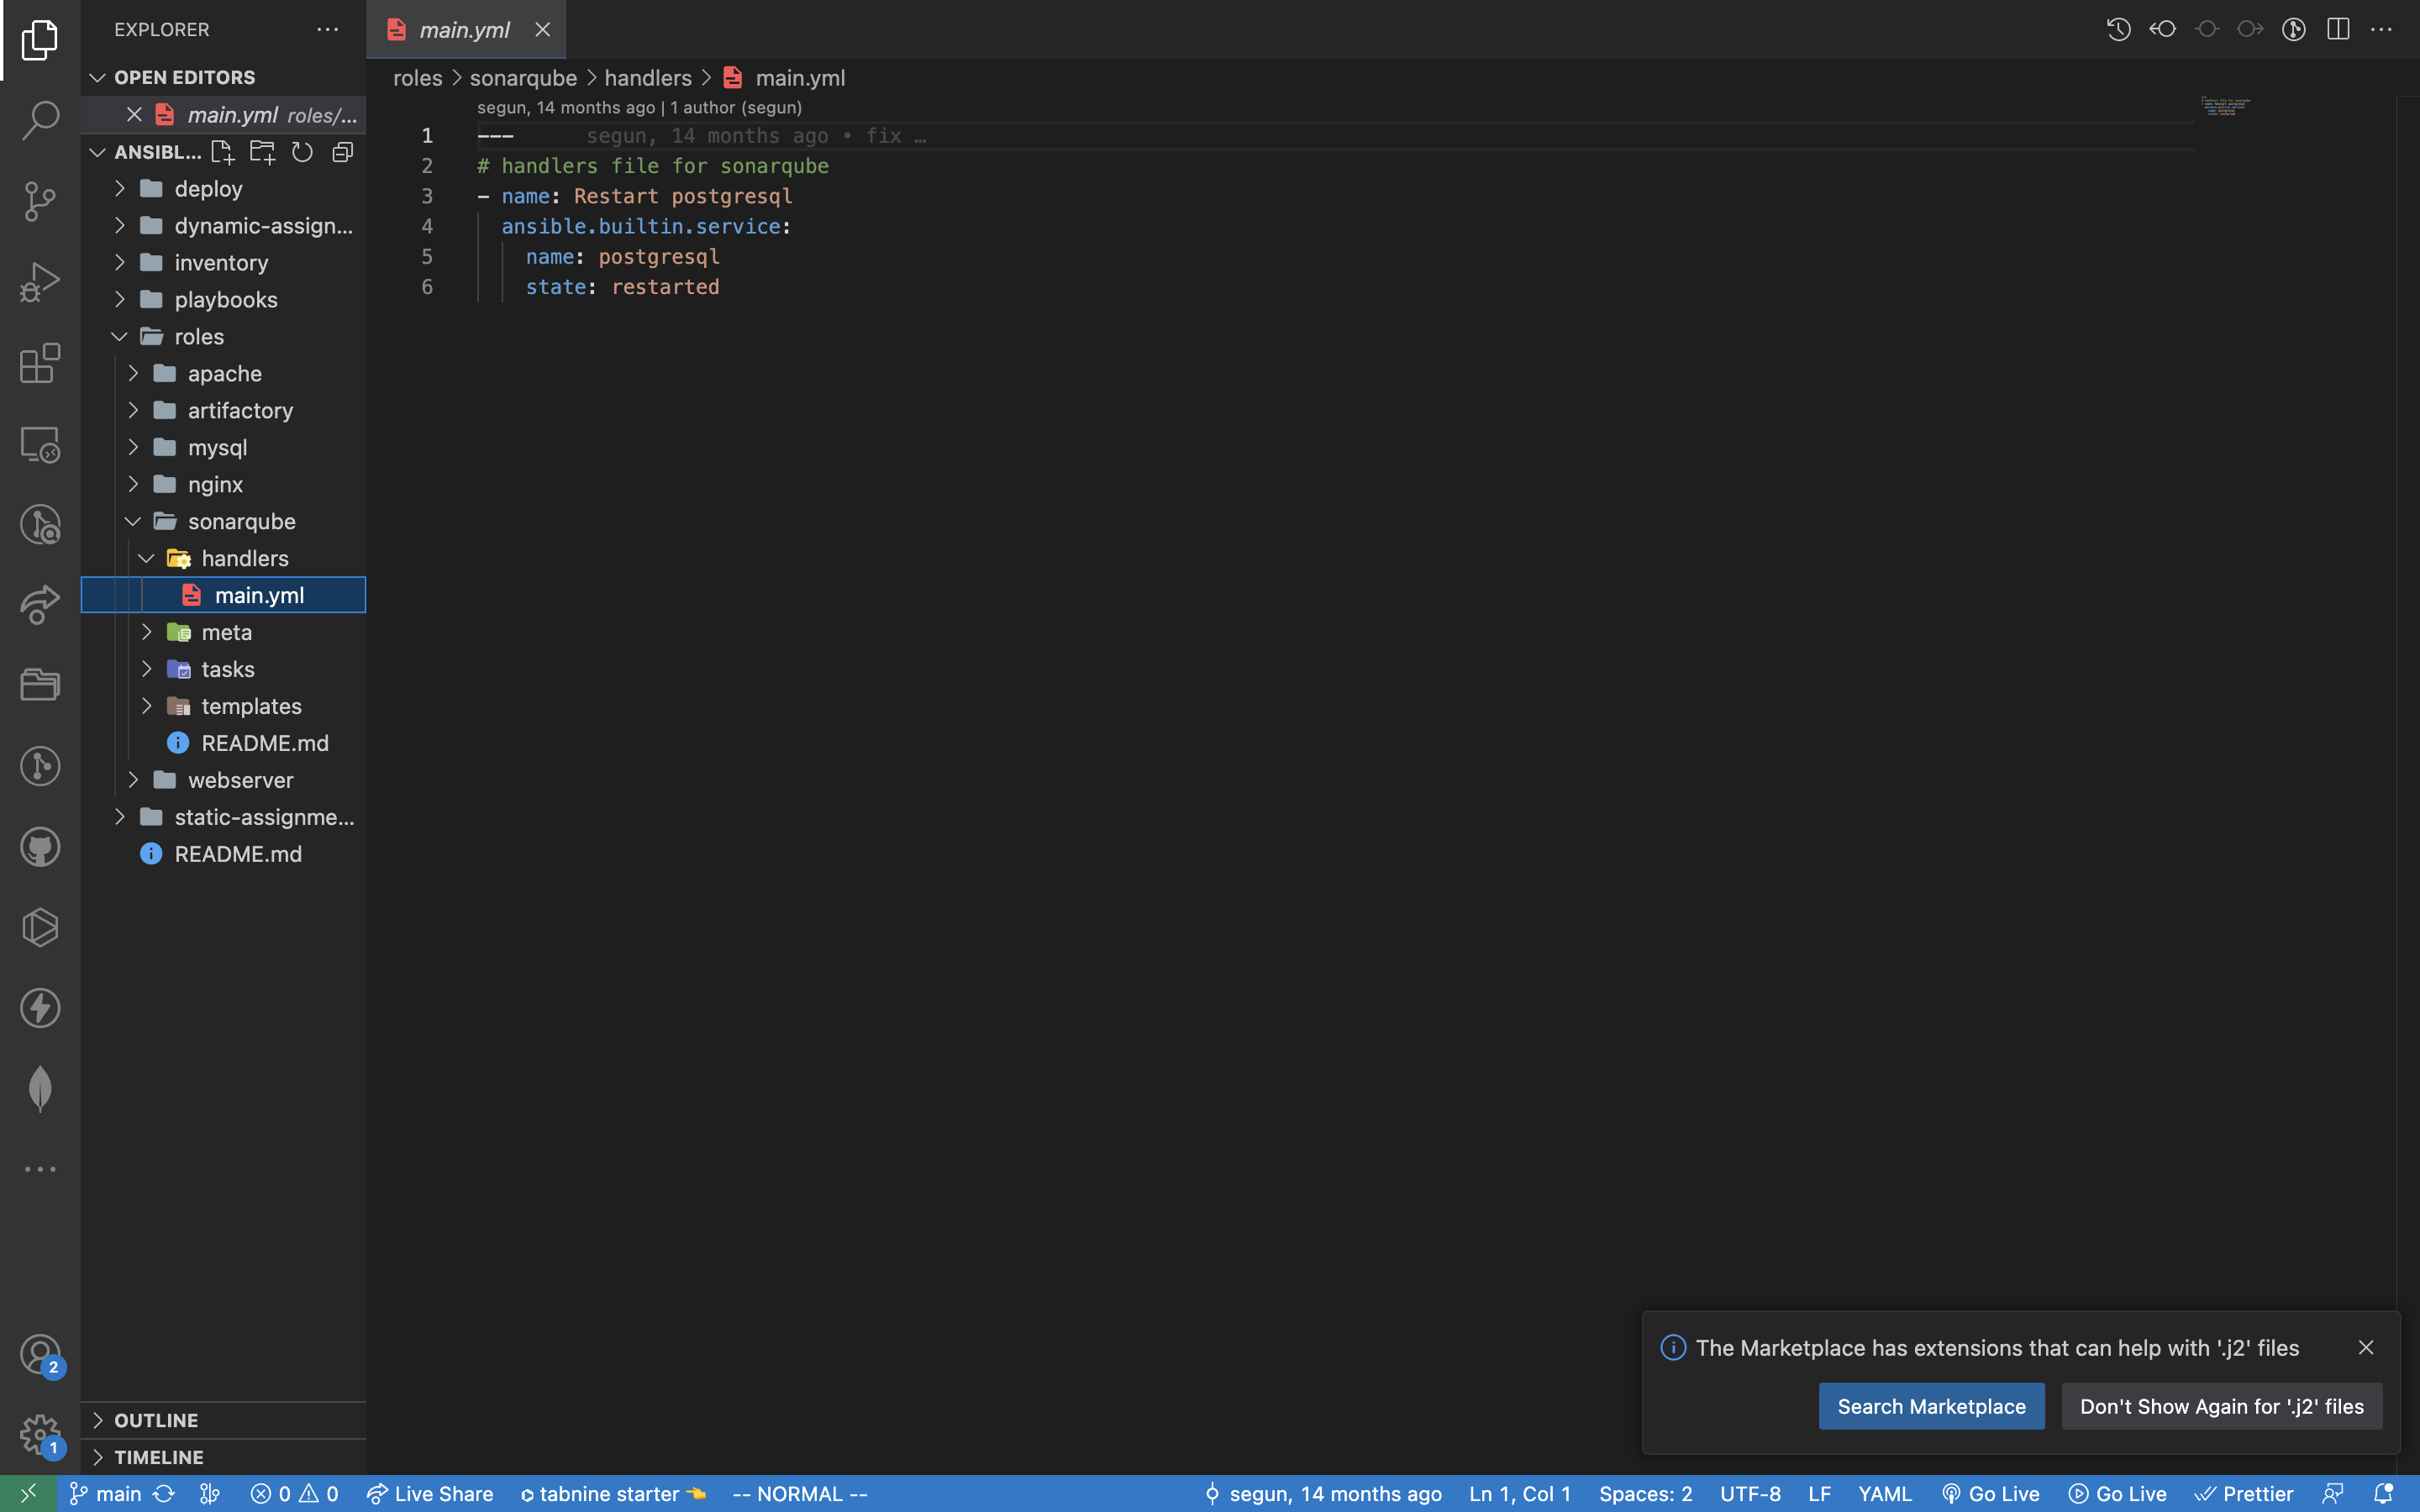 EXPLORER
OPEN EDITORS
main.yml roles/...
ANSIBL...
deploy
dynamic-assign...
inventory
playbooks
roles
apache
artifactory
mysql
nginx
sonarqube
handlers
main.yml
meta
tasks
templates
README.md
webserver
static-assignme...
README.md
OUTLINE
TIMELINE
2
1
main.yml
roles > sonarqube > handlers > main.yml
segun, 14 months ago | 1 author (segun)
1 --- segun, 14 months ago • fix …
2 # handlers file for sonarqube
3 - name: Restart postgresql
4 ansible.builtin.service:
5 name: postgresql
6 state: restarted
The Marketplace has extensions that can help with '.j2' files
Search Marketplace Don't Show Again for '.j2' files
main 0 0 Live Share tabnine starter -- NORMAL -- segun, 14 months ago Ln 1, Col 1 Spaces: 2 UTF-8 LF YAML Go Live Go Live Prettier